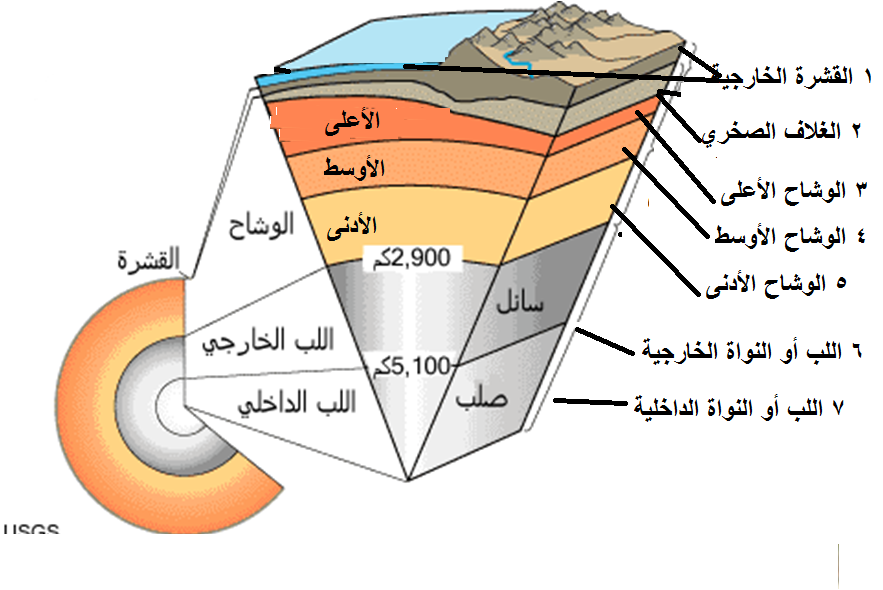 ١ القشرة الخارجية
٢ الغلاف الصخري
٣ الوشاح الأعلى
٤ الوشاح الأوسط
٥ الوشاح الأدنى
٦ اللب أو النواة الخارجية
٧ اللب أو النواة الداخلية
الأعلى
الأوسط
الأدنى
الوشاح
القشرة
2,900كم
سائل
اللب الخارجي
5,100كم
صلب
اللب الداخلي
USGS